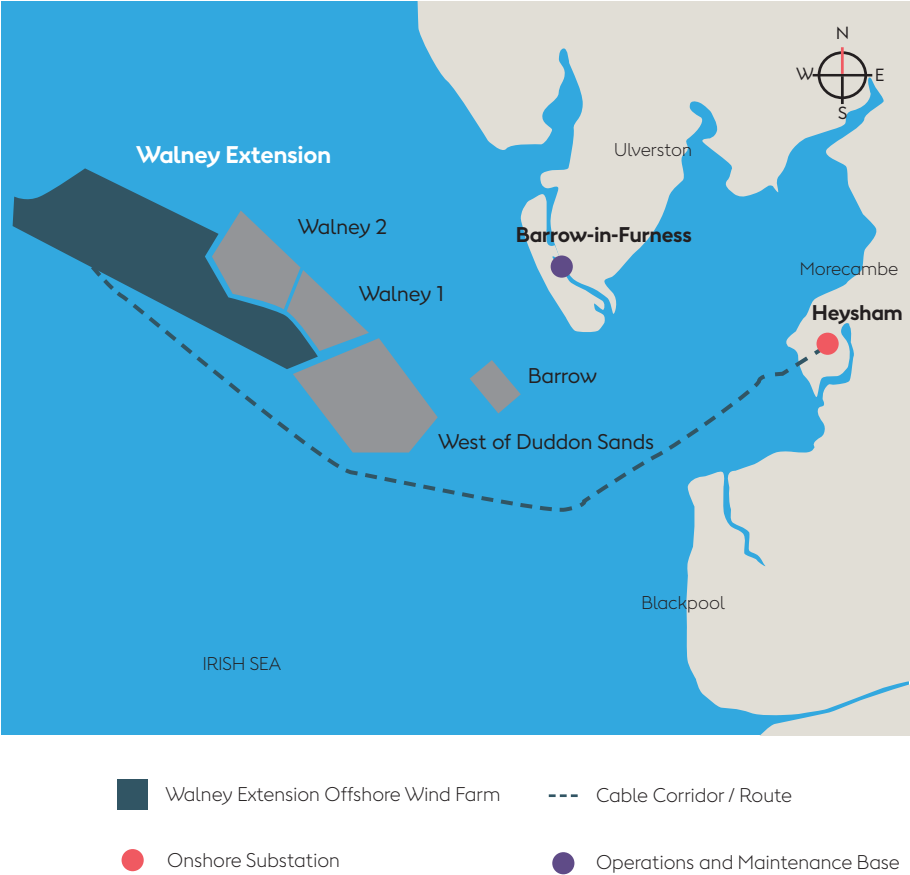 N
W
E
S
Ulverston
Walney Extension
Walney 2
Barrow-in-Furness
Morecambe
Walney 1
Heysham
Barrow
West of Duddon Sands
Blackpool
IRISH SEA
Walney Extension Offshore Wind Farm
Cable Corridor / Route
Onshore Substation
Operations and Maintenance Base